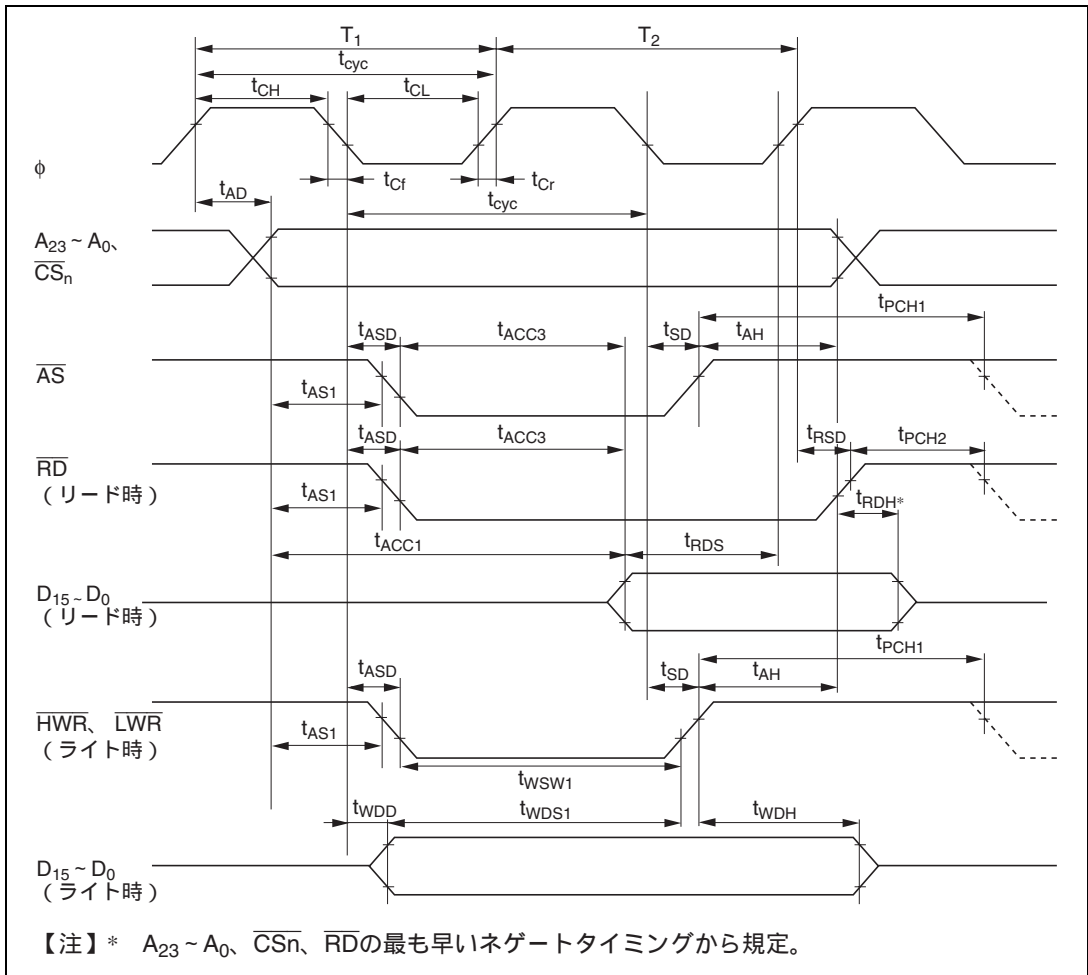 T1 T2
tcyc
tCH tCL
φ
tCf tCr
tAD
tcyc
A23 ~ A0、
CSn
tPCH1
tASD tACC3 tSD tAH
AS
tAS1
tASD tACC3 tRSD tPCH2
RD
（リード時）
tAS1 tRDH*
tACC1 tRDS
D15 ~ D0
（リード時）
tPCH1
tASD tSD tAH
HWR、 LWR
（ライト時）
tAS1
tWSW1
tWDD tWDS1 tWDH
D15 ~ D0
（ライト時）
【注】* A23 ~ A0、CSn、RDの最も早いネゲートタイミングから規定。